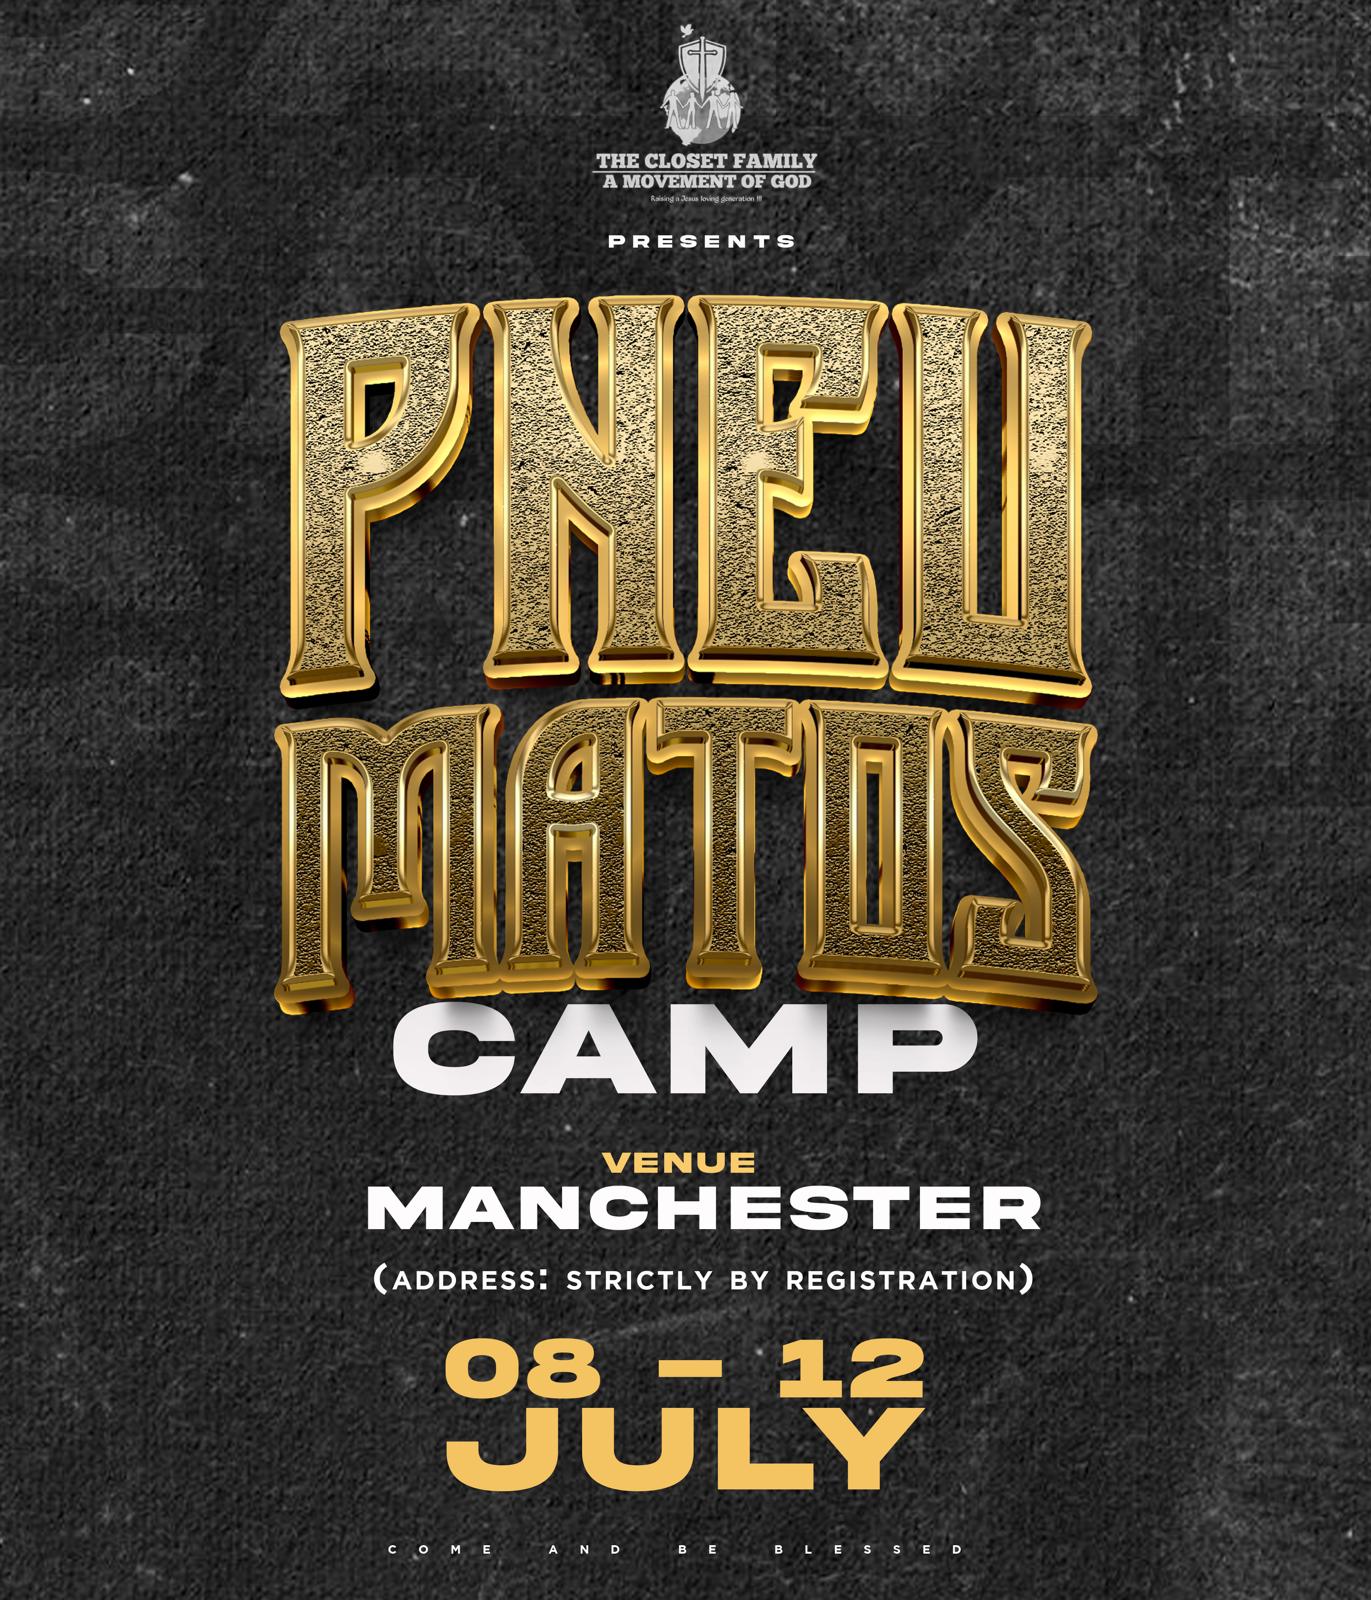 THE CLOSET FAMILY
A MOVEMENT OF GOD
Raising a Jesus loving generation !!!
PRESENTS
PNEU
MATOS
CAMP
VENUE
MANCHESTER
(ADDRESS: STRICTLY BY REGISTRATION)
08 – 12
JULY
COME AND BE BLESSED